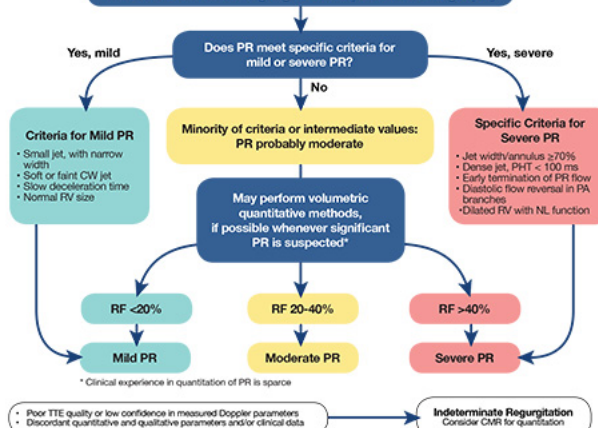 Does PR meet specific criteria for
mild or severe PR?
Yes, mild
Yes, severe
No
Criteria for Mild PR
• Small jet, with narrow
width
• Soft or faint CW jet
• Slow deceleration time
• Normal RV size
Minority of criteria or intermediate values:
PR probably moderate
Specific Criteria for
Severe PR
• Jet width/annulus ≥70%
• Dense jet, PHT < 100 ms
• Early termination of PR flow
• Diastolic flow reversal in PA
branches
•Dilated RV with NL function
May perform volumetric
quantitative methods,
if possible whenever significant
PR is suspected*
RF <20%
RF 20-40%
RF >40%
Mild PR
Moderate PR
Severe PR
* Clinical experience in quantitation of PR is sparce
• Poor TTE quality or low confidence in measured Doppler parameters
• Discordant quantitative and qualitative parameters and/or clinical data
Indeterminate Regurgitation
Consider CMR for quantitation